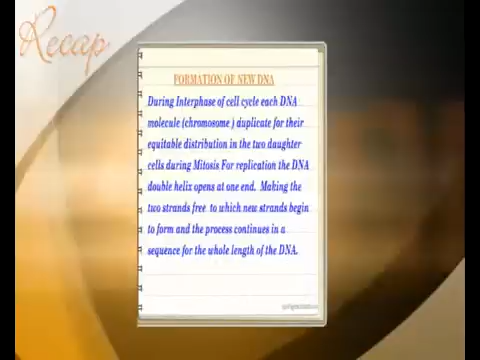 Recap
FORMATION OF NEW DNA
During Interphase of cell cycle each DNA
molecule (chromosome ) duplicate for their
equitable distribution in the two daughter
cells during Mitosis For replication the DNA
double helix opens at one end. Making the
two strands free to which new strands begin
to form and the process continues in a
sequence for the whole length of the DNA.